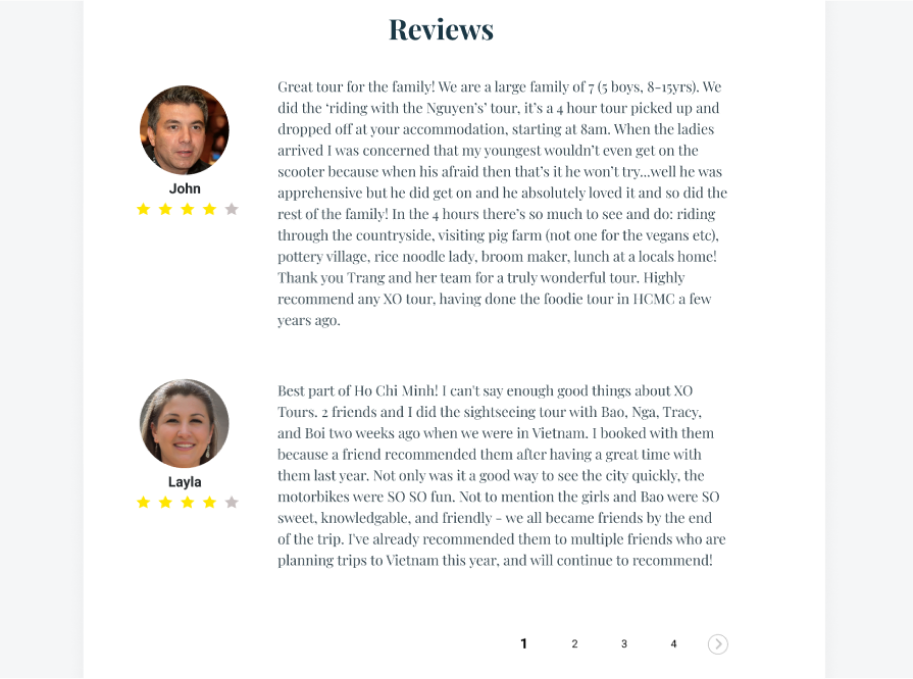 Reviews
Great tour for the family! We are a large family of 7 (5 boys, 8-15yrs). We
did the ‘riding with the Nguyen’s’ tour, it’s a 4 hour tour picked up and
dropped off at your accommodation, starting at 8am. When the ladies
arrived I was concerned that my youngest wouldn’t even get on the
scooter because when his afraid then that’s it he won’t try...well he was
apprehensive but he did get on and he absolutely loved it and so did the
rest of the family! In the 4 hours there’s so much to see and do: riding
through the countryside, visiting pig farm (not one for the vegans etc),
pottery village, rice noodle lady, broom maker, lunch at a locals home!
Thank you Trang and her team for a truly wonderful tour. Highly
recommend any XO tour, having done the foodie tour in HCMC a few
years ago.
John
Best part of Ho Chi Minh! I can't say enough good things about XO
Tours. 2 friends and I did the sightseeing tour with Bao, Nga, Tracy,
and Boi two weeks ago when we were in Vietnam. I booked with them
because a friend recommended them after having a great time with
them last year. Not only was it a good way to see the city quickly, the
motorbikes were SO SO fun. Not to mention the girls and Bao were SO
sweet, knowledgable, and friendly - we all became friends by the end
of the trip. I've already recommended them to multiple friends who are
planning trips to Vietnam this year, and will continue to recommend!
Layla
1 2 3 4